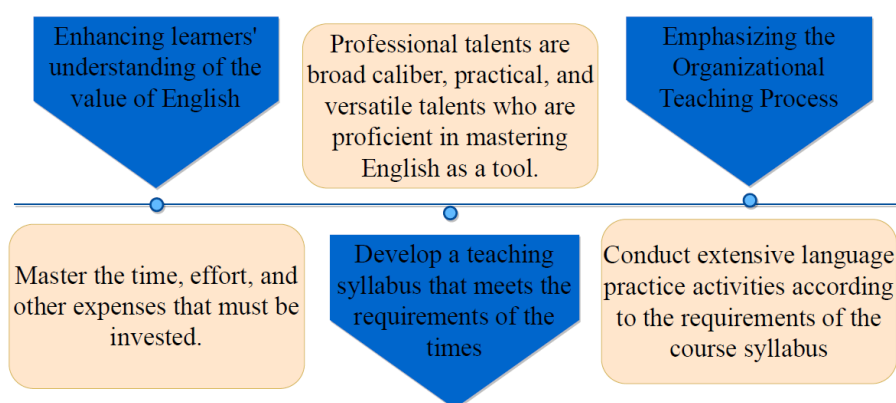 Enhancing learners'
understanding of the
value of English
Professional talents are
broad caliber, practical, and
versatile talents who are
proficient in mastering
English as a tool.
Emphasizing the
Organizational
Teaching Process
Master the time, effort, and
other expenses that must be
invested.
Develop a teaching
syllabus that meets the
requirements of the
times
Conduct extensive language
practice activities according
to the requirements of the
course syllabus